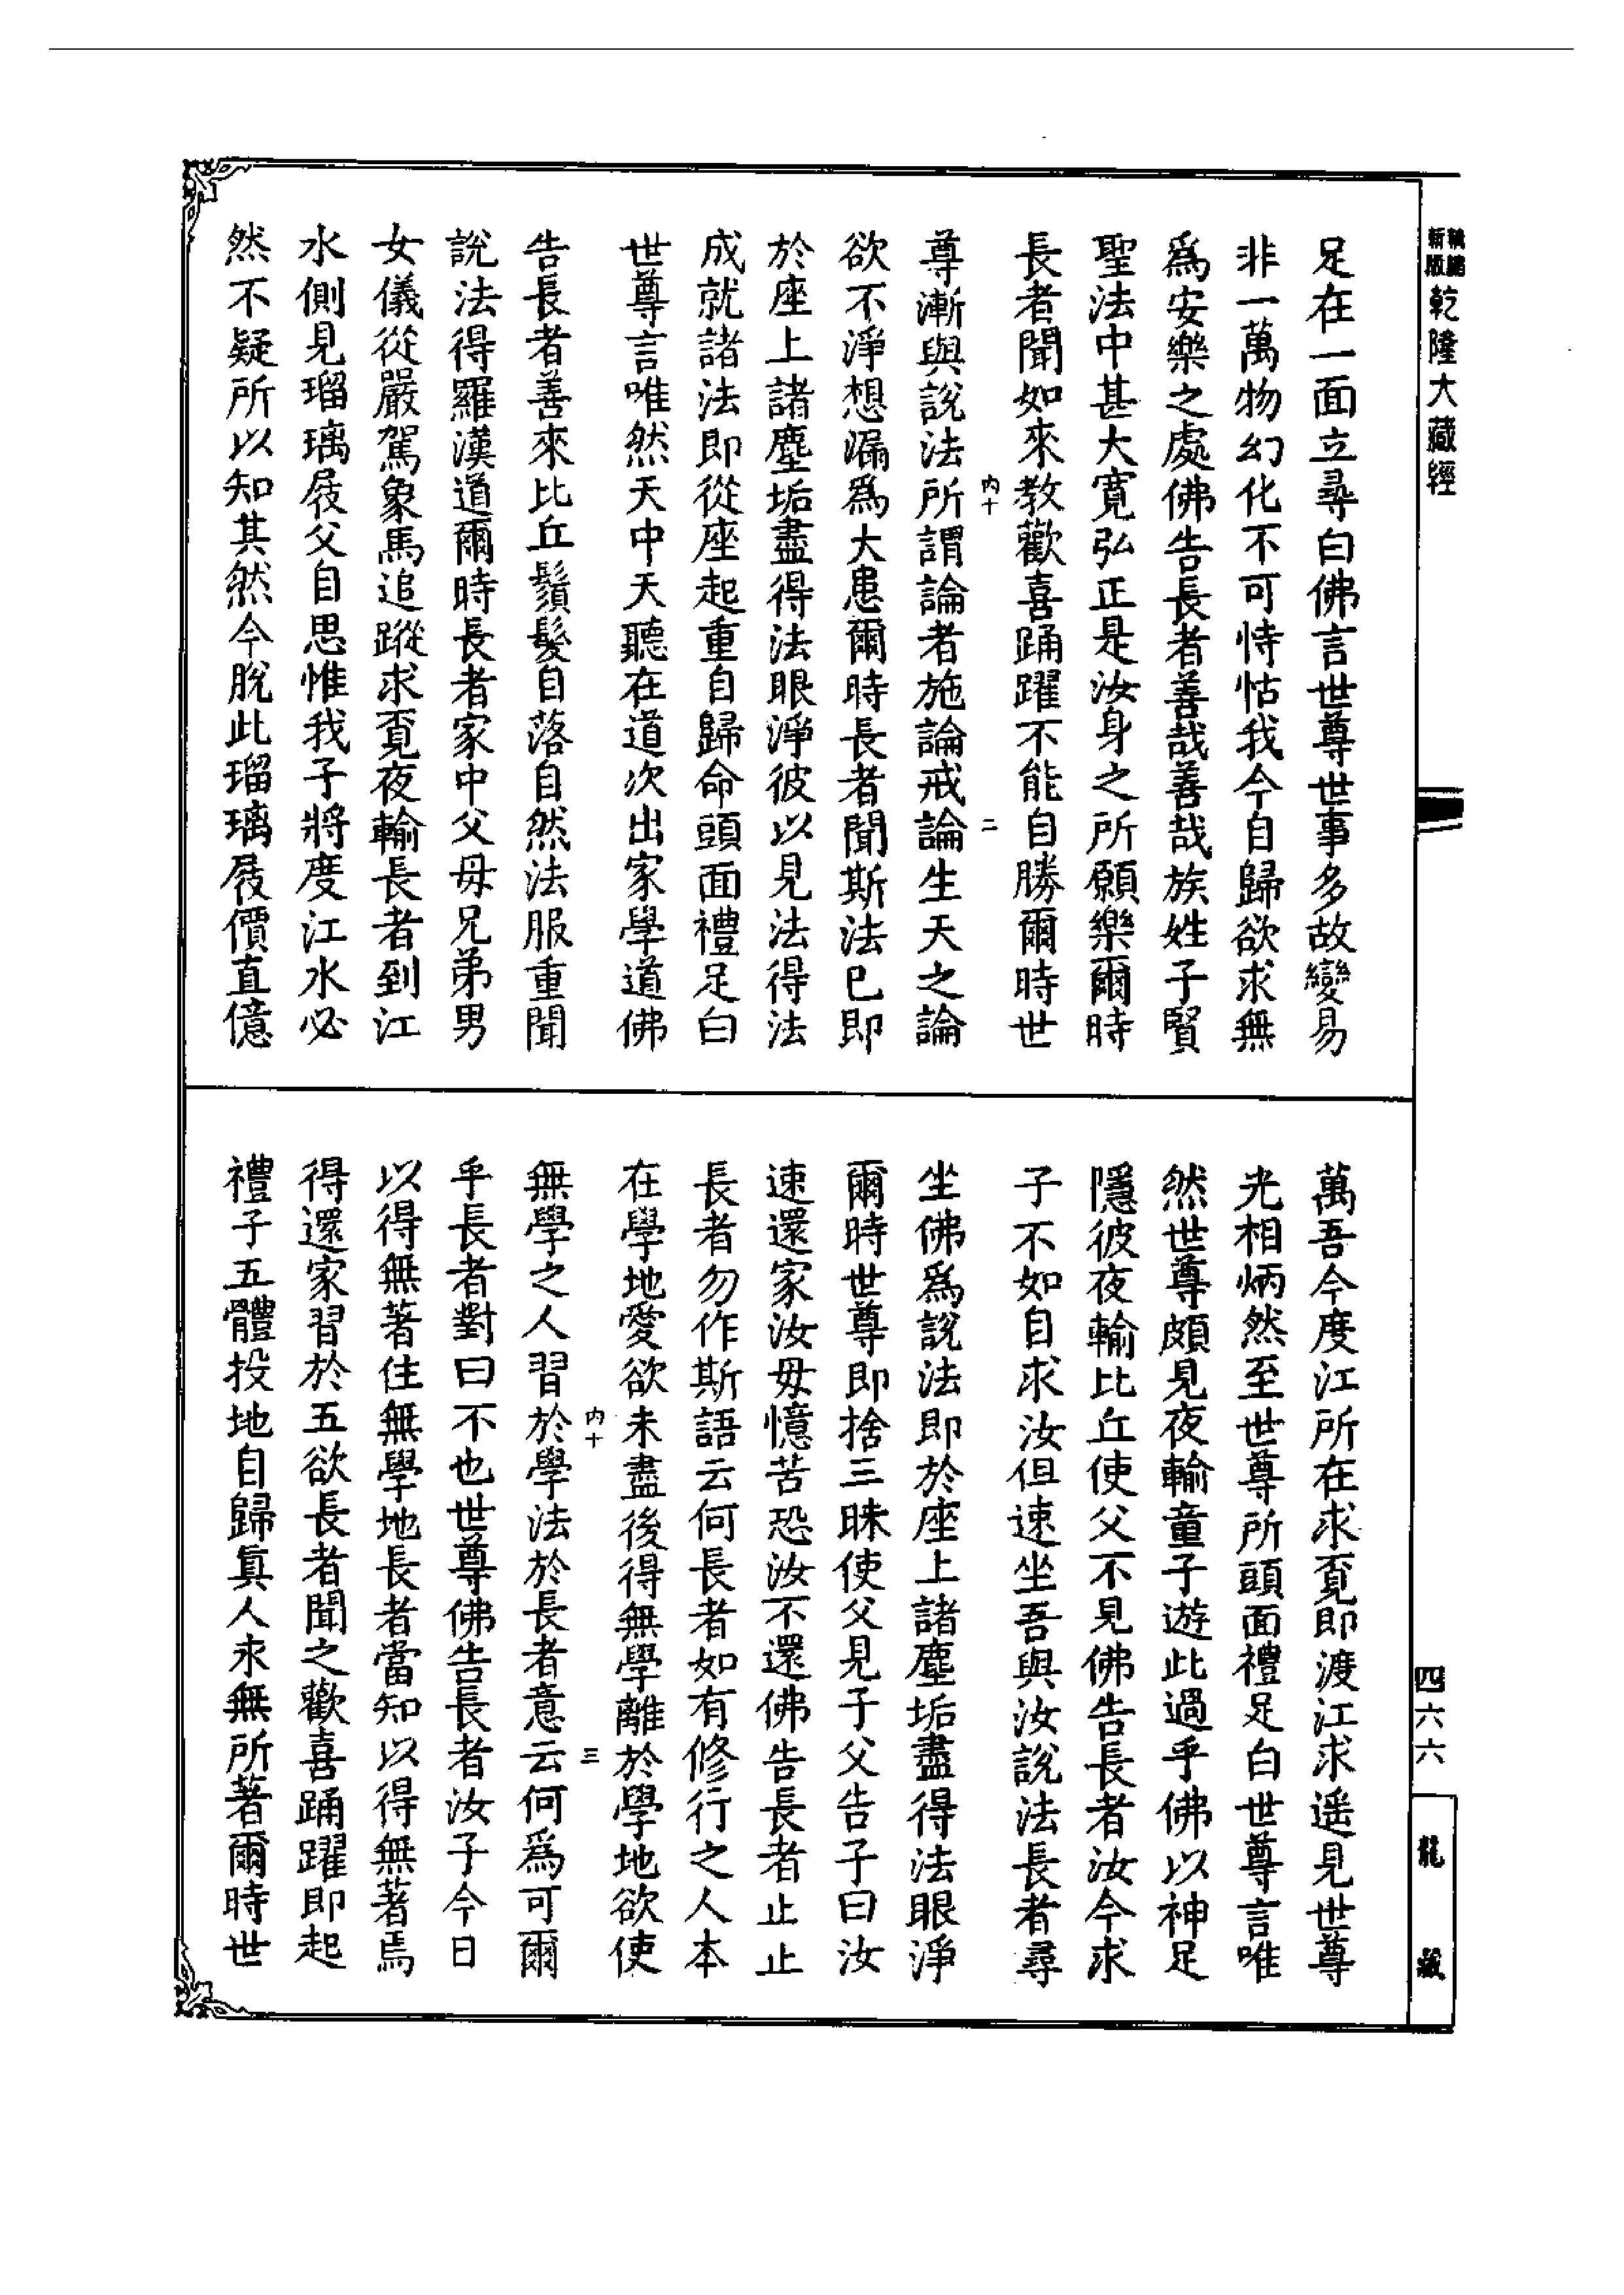 新編縮版乾隆大藏經
足在一面立尋白佛言世尊世事多故變易
非一萬物幻化不可恃怙我今自歸欲求無
爲安樂之處佛告長者善哉善哉族姓子賢
聖法中甚大寬弘正是汝身之所願樂爾時
長者聞如來教歡喜踊躍不能自勝爾時世
内十 二
尊漸與說法所謂論者施論戒論生天之論
欲不淨想漏爲大患爾時長者聞斯法已即
於座上諸塵垢盡得法眼淨彼以見法得法
成就諸法即從座起重自歸命頭面禮足白
世尊言唯然天中天聽在道次出家學道佛
告長者善來比丘鬚髮自落自然法服重聞
說法得羅漢道爾時長者家中父母兄弟男
女儀從嚴駕象馬追蹤求覓夜輸長者到江
水側見瑠璃屐父自思惟我子將度江水必
然不疑所以知其然今脫此瑠璃屐價直億
萬吾今度江所在求覓即渡江求遥見世尊
光相炳然至世尊所頭面禮足白世尊言唯
然世尊頗見夜輸童子遊此過乎佛以神足
隱彼夜輸比丘使父不見佛告長者汝今求
子不如自求汝但速坐吾與汝說法長者尋
坐佛爲說法即於座上諸塵垢盡得法眼淨
爾時世尊即捨三昧使父見子父告子曰汝
速還家汝母憶苦恐汝不還佛告長者止止
長者勿作斯語云何長者如有修行之人本
在學地愛欲未盡後得無學離於學地欲使
内十 三
無學之人習於學法於長者意云何爲可爾
乎長者對曰不也世尊佛告長者汝子今日
以得無著住無學地長者當知以得無著焉
得還家習於五欲長者聞之歡喜踊躍即起
禮子五體投地自歸真人未無所著爾時世
四六六
龍藏